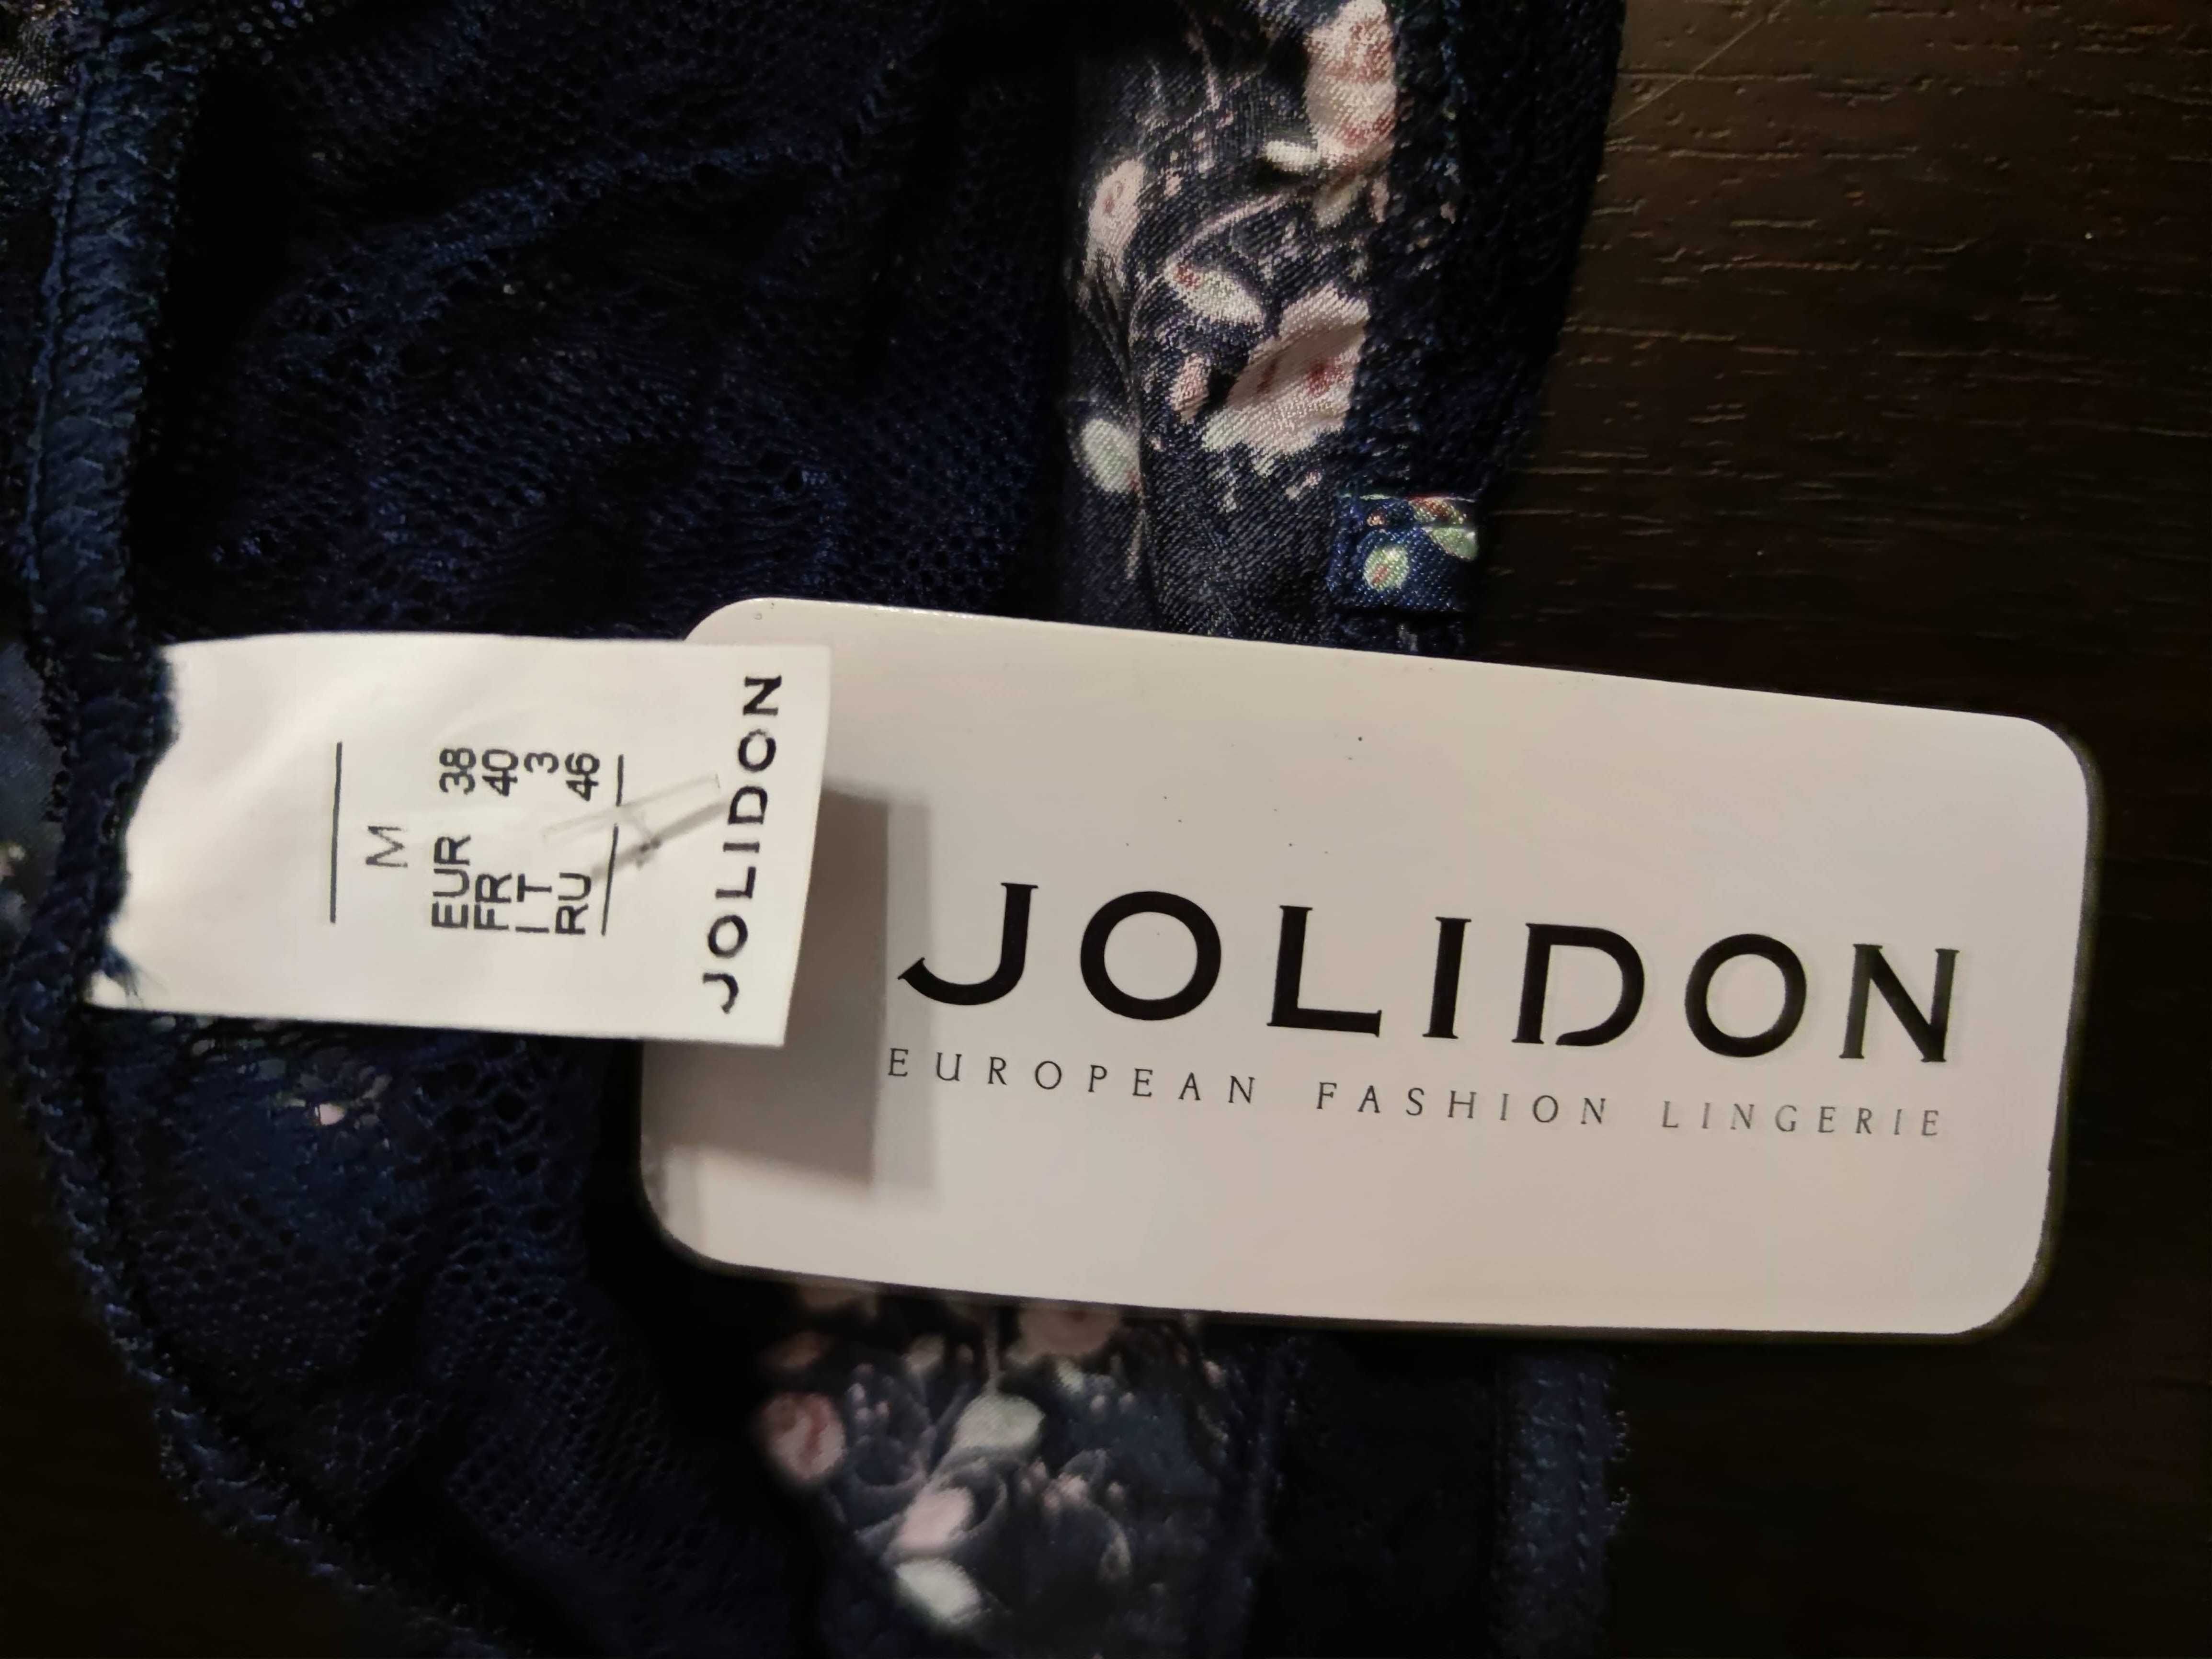 M
EUR 38
FR 40
IT 3
RU 46
JOLIDON
JOLIDON
EUROPEAN FASHION LINGERIE